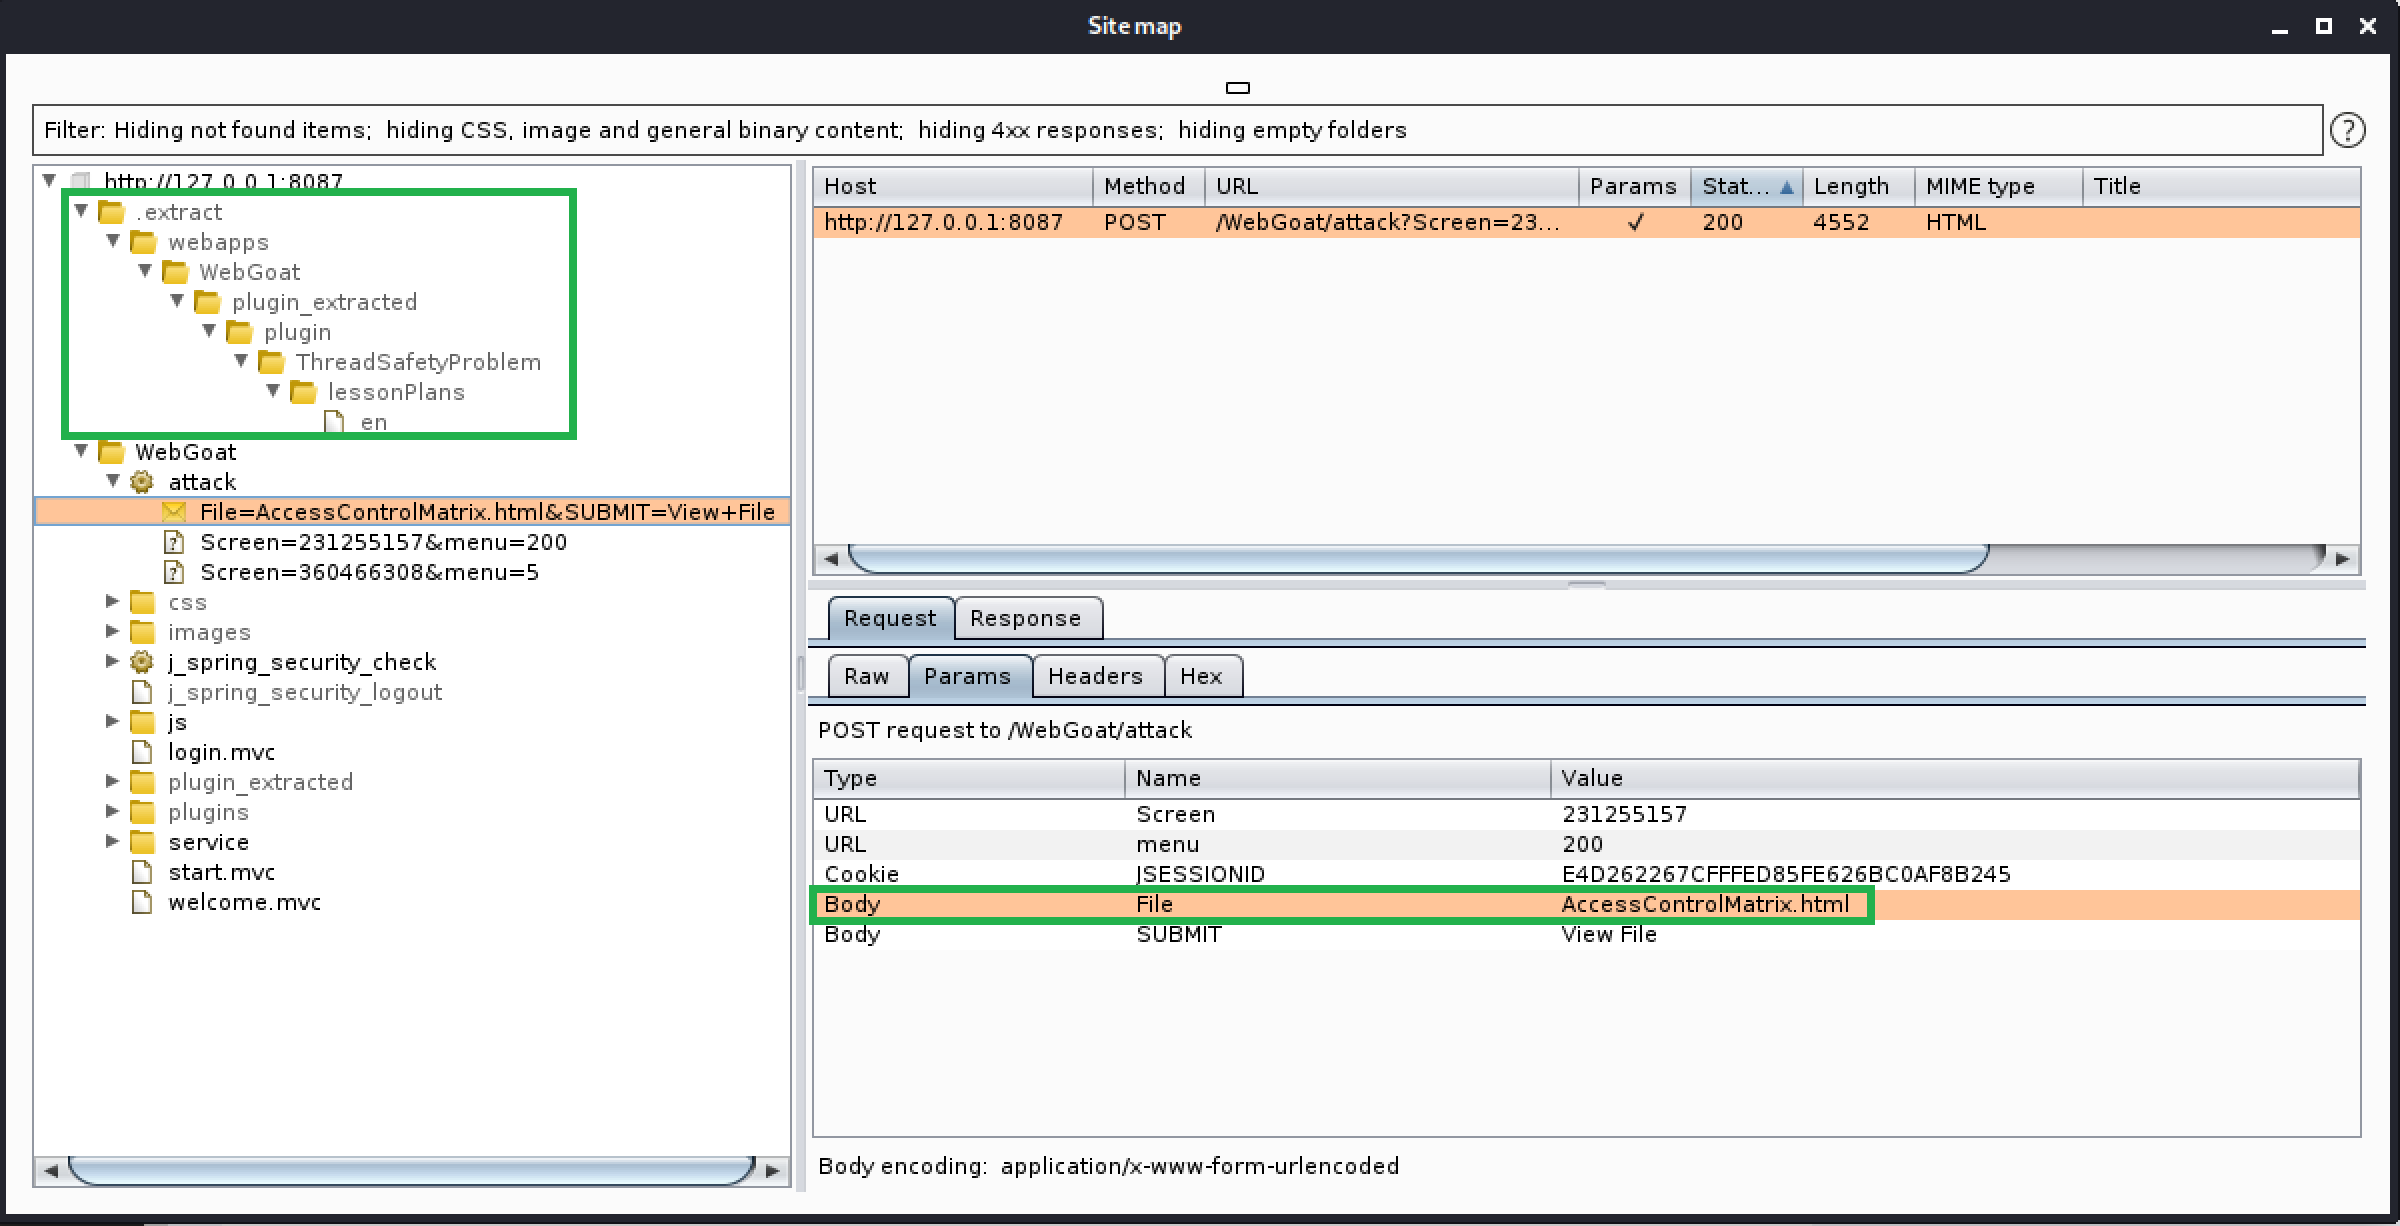 Site map
Filter: Hiding not found items;  hiding CSS, image and general binary content;  hiding 4xx responses;  hiding empty folders
?
http://127.0.0.1:8087
.extract
webapps
WebGoat
plugin_extracted
plugin
ThreadSafetyProblem
lessonPlans
en
WebGoat
attack
File=AccessControlMatrix.html&SUBMIT=View+File
Screen=231255157&menu=200
Screen=360466308&menu=5
css
images
j_spring_security_check
j_spring_security_logout
js
login.mvc
plugin_extracted
plugins
service
start.mvc
welcome.mvc
Host Method URL Params Stat... Length MIME type Title
http://127.0.0.1:8087 POST /WebGoat/attack?Screen=23... ✓ 200 4552 HTML
Request Response
Raw Params Headers Hex
POST request to /WebGoat/attack
Type Name Value
URL Screen 231255157
URL menu 200
Cookie JSESSIONID E4D262267CFFFED85FE626BC0AF8B245
Body File AccessControlMatrix.html
Body SUBMIT View File
Body encoding:  application/x-www-form-urlencoded